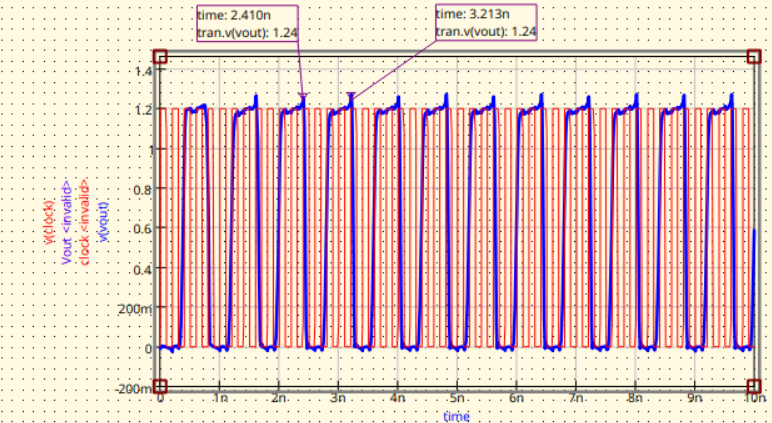 time: 2.410n
tran.v(vout): 1.24
time: 3.213n
tran.v(vout): 1.24
1.4
1.2
1
0.8
0.6
0.4
200m
0
-200m
v(clock)
Vout <invalid>
clock <invalid>
v(vout)
0 1n 2n 3n 4n 5n 6n 7n 8n 9n 10n
time